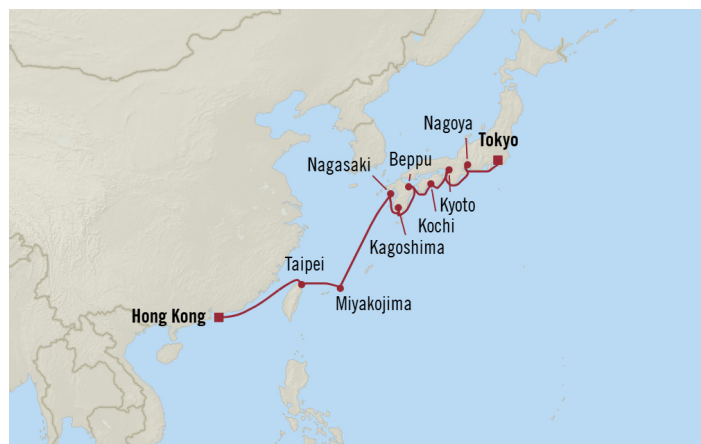 Nagoya
Tokyo
Beppu
Nagasaki
Kyoto
Kochi
Kagoshima
Taipei
Miyakojima
Hong Kong